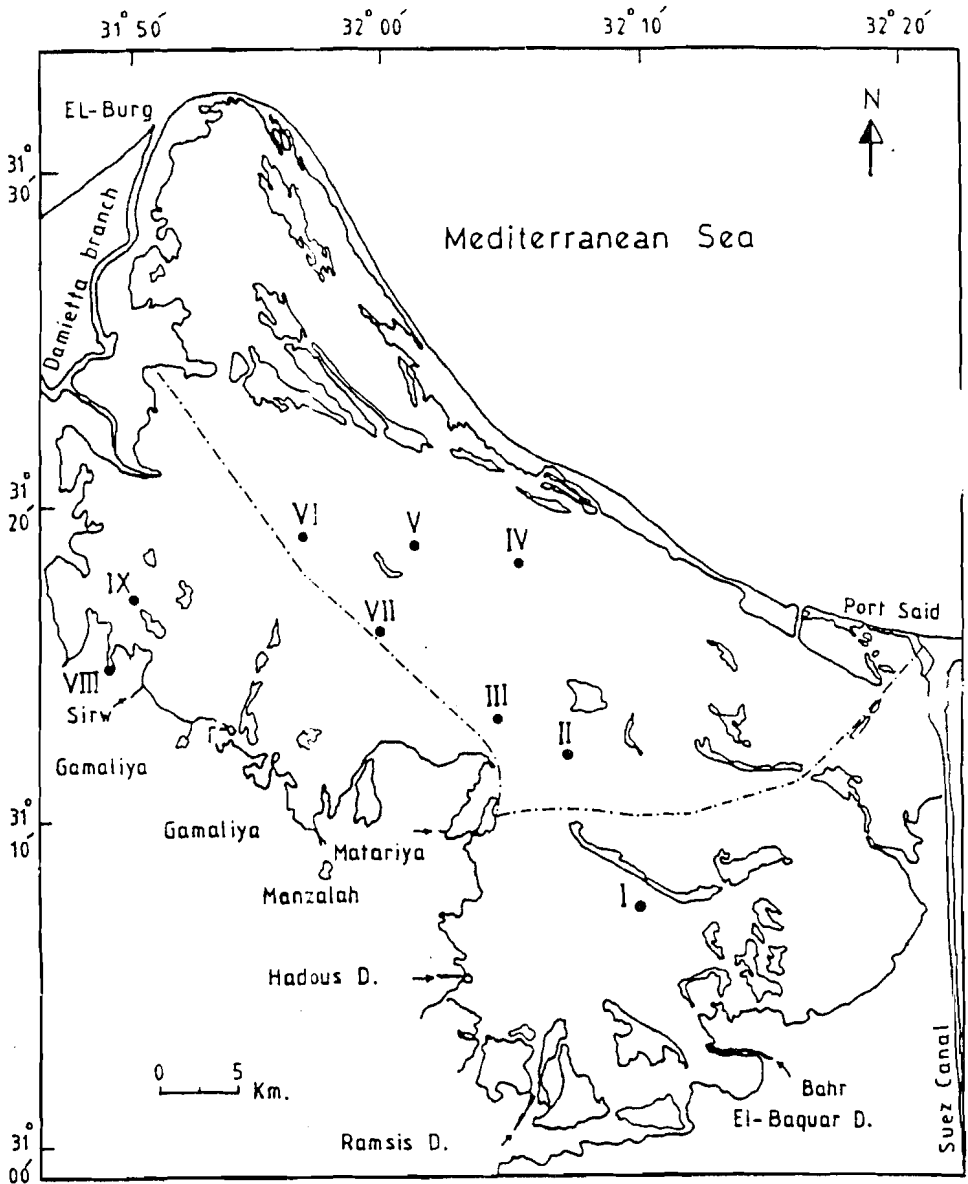 31° 50′ 32° 00′ 32° 10′ 32° 20′
EL-Burg
N
31° 30′
Damietta branch
Mediterranean Sea
31° 20′
VI
V
IV
IX
VII
Port Said
VIII
Sirw
III
II
Gamaliya
31° 10′
Gamaliya
Matariya
Manzalah
I
Hadous D.
0 5
Km.
Bahr
El-Baquar D.
Ramsis D.
Suez Canal
31° 00′